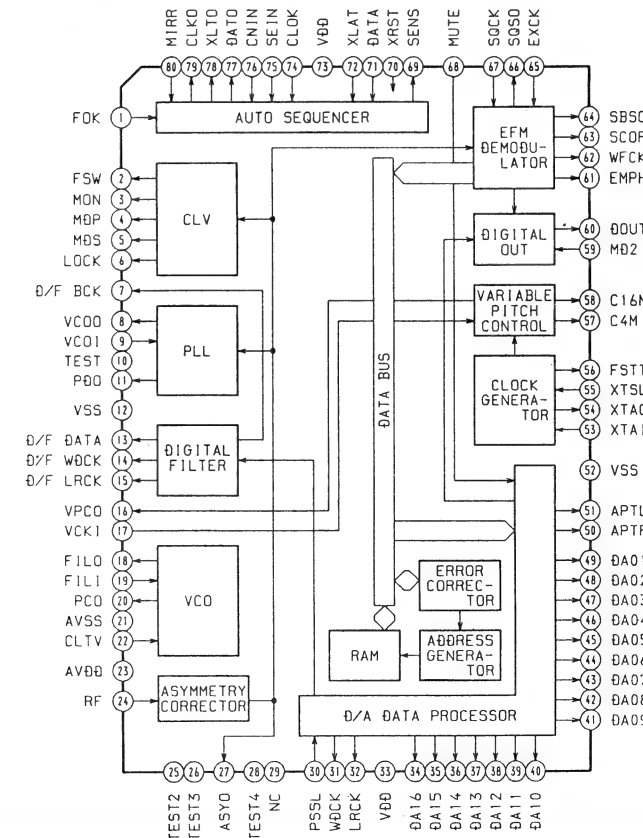 MIRR CLKO XLTO DATO CNIN SEIN CLOK VDD XLAT DATA XRST SENS MUTE SQCK SQSO EXCK
80 79 78 77 76 75 74 73 72 71 70 69 68 67 66 65
FOK 1
AUTO SEQUENCER
EFM
DEMODU-
LATOR
64 SBSO
63 SCOR
62 WFCK
61 EMPH
FSW 2
MON 3
MDP 4
MDS 5
LOCK 6
CLV
DIGITAL
OUT
60 DOUT
59 MD2
D/F BCK 7
VCOO 8
VCOI 9
TEST 10
PDO 11
PLL
VARIABLE
PITCH
CONTROL
58 C16M
57 C4M
CLOCK
GENERA-
TOR
56 FSTT
55 XTSL
54 XTAO
53 XTAI
DATA BUS
VSS 12
D/F DATA 13
D/F WDCK 14
D/F LRCK 15
DIGITAL
FILTER
52 VSS
VPCO 16
VCKI 17
51 APTL
50 APTR
FILO 18
FILI 19
PCO 20
AVSS 21
CLTV 22
VCO
ERROR
CORREC-
TOR
RAM
ADDRESS
GENERA-
TOR
49 DA01
48 DA02
47 DA03
46 DA04
45 DA05
44 DA06
43 DA07
42 DA08
41 DA09
AVDD 23
RF 24
ASYMMETRY
CORRECTOR
D/A DATA PROCESSOR
25 26 27 28 29 30 31 32 33 34 35 36 37 38 39 40
TEST2 TEST3 ASYO TEST4 NC PSSL WDCK LRCK VDD DA16 DA15 DA14 DA13 DA12 DA11 DA10